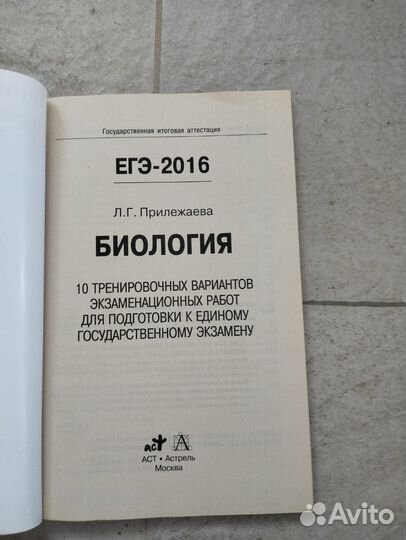 Государственная итоговая аттестация
ЕГЭ-2016
Л.Г. Прилежаева
БИОЛОГИЯ
10 ТРЕНИРОВОЧНЫХ ВАРИАНТОВ
ЭКЗАМЕНАЦИОННЫХ РАБОТ
ДЛЯ ПОДГОТОВКИ К ЕДИНОМУ
ГОСУДАРСТВЕННОМУ ЭКЗАМЕНУ
аст А
АСТ • Астрель
Москва
Avito